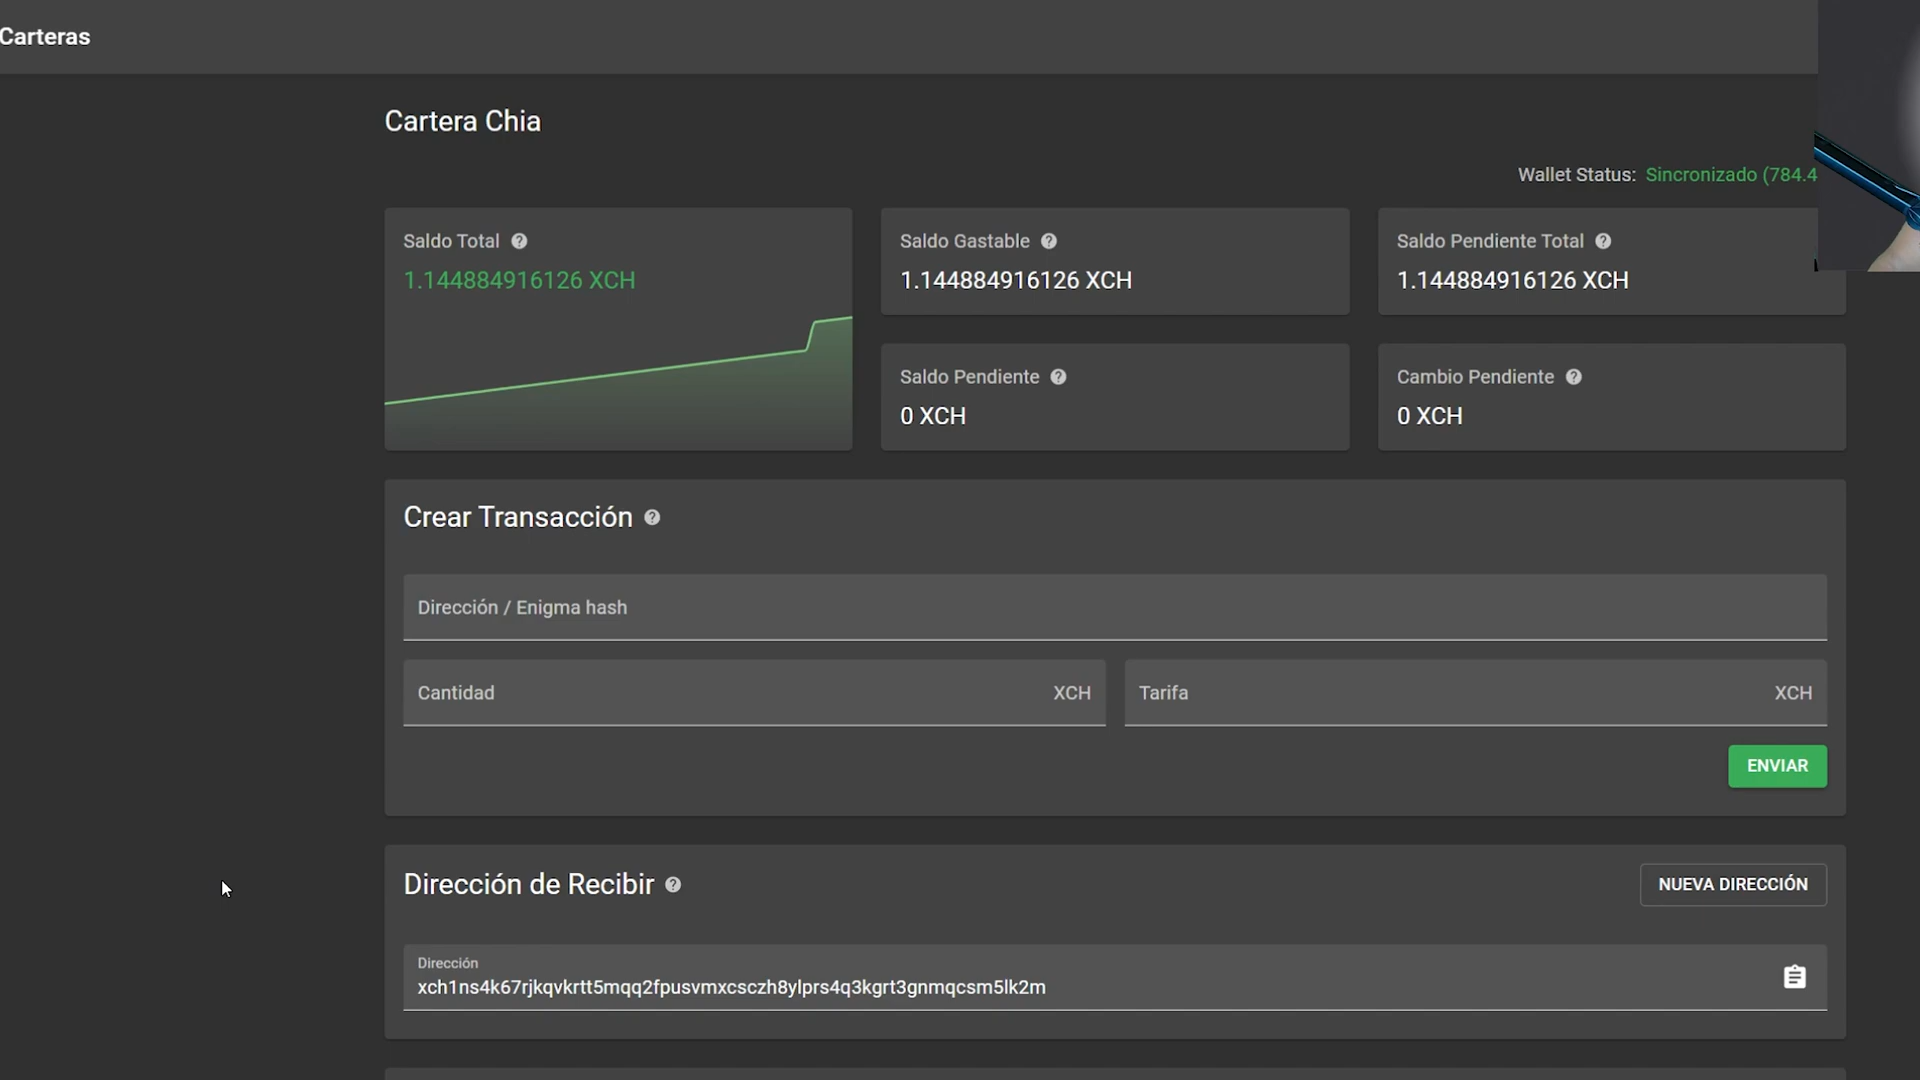 Carteras
Cartera Chia
Wallet Status: Sincronizado (784.4
Saldo Total
1.144884916126 XCH
Saldo Gastable
1.144884916126 XCH
Saldo Pendiente Total
1.144884916126 XCH
Saldo Pendiente
0 XCH
Cambio Pendiente
0 XCH
Crear Transacción
Dirección / Enigma hash
Cantidad XCH
Tarifa XCH
ENVIAR
Dirección de Recibir
NUEVA DIRECCIÓN
Dirección
xch1ns4k67rjkqvkrtt5mqq2fpusvmxcsczh8ylprs4q3kgrt3gnmqcsm5lk2m